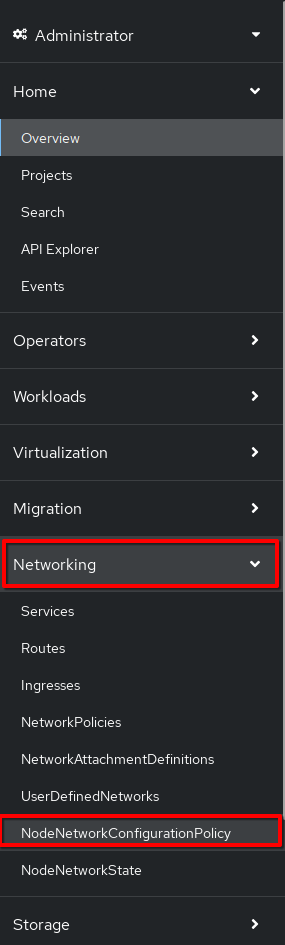 Administrator
Home
Overview
Projects
Search
API Explorer
Events
Operators
Workloads
Virtualization
Migration
Networking
Services
Routes
Ingresses
NetworkPolicies
NetworkAttachmentDefinitions
UserDefinedNetworks
NodeNetworkConfigurationPolicy
NodeNetworkState
Storage